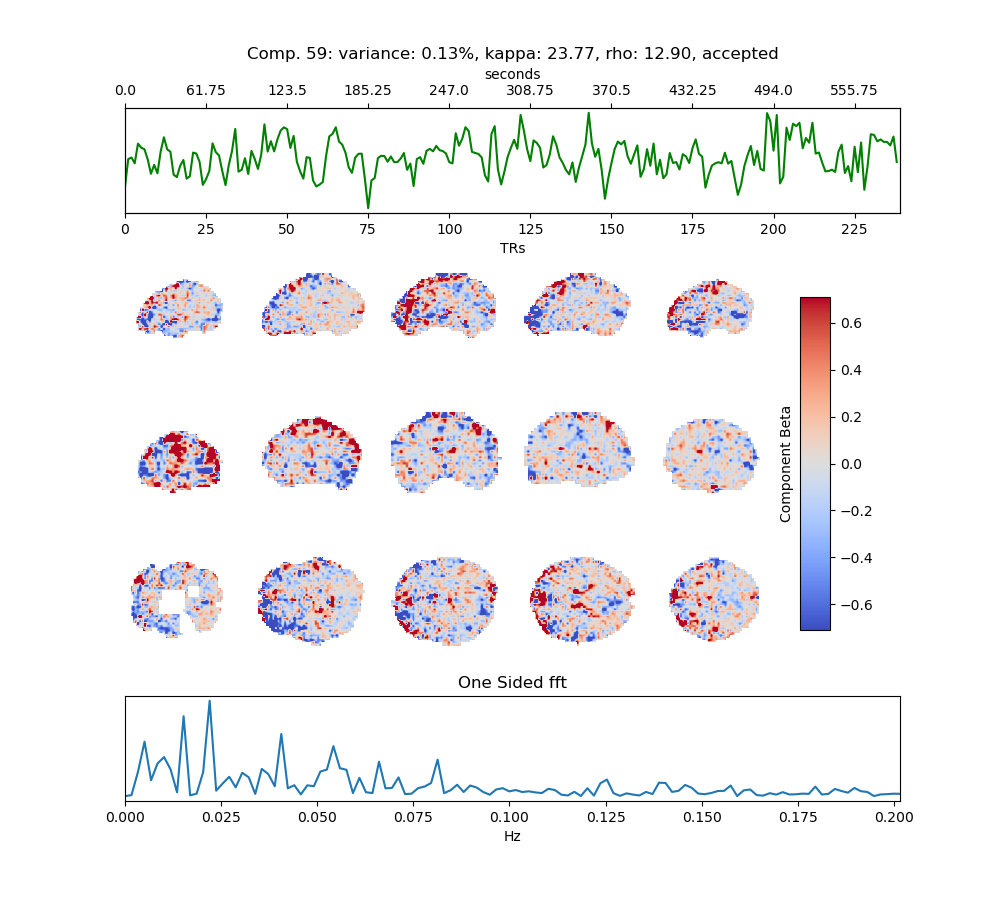 Comp. 59: variance: 0.13%, kappa: 23.77, rho: 12.90, accepted
seconds
0.0 61.75 123.5 185.25 247.0 308.75 370.5 432.25 494.0 555.75
0 25 50 75 100 125 150 175 200 225
TRs
0.6
0.4
0.2
0.0
−0.2
−0.4
−0.6
Component Beta
One Sided fft
0.000 0.025 0.050 0.075 0.100 0.125 0.150 0.175 0.200
Hz